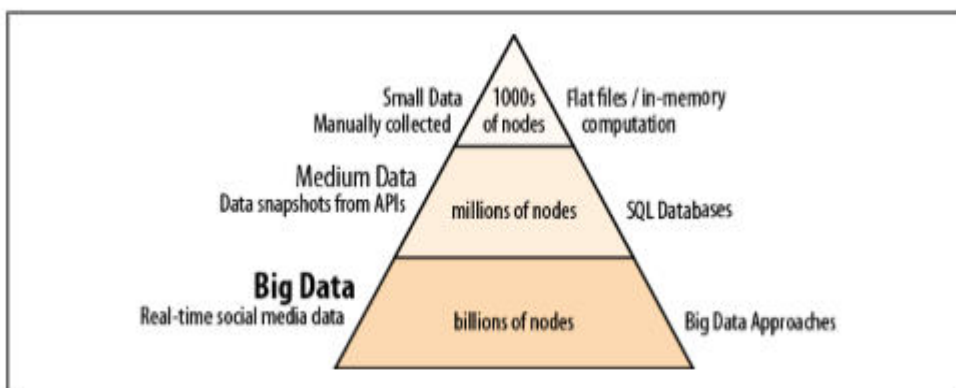 Small Data
Manually collected
1000s
of nodes
Flat files / in-memory
computation
Medium Data
Data snapshots from APIs
millions of nodes
SQL Databases
Big Data
Real-time social media data
billions of nodes
Big Data Approaches